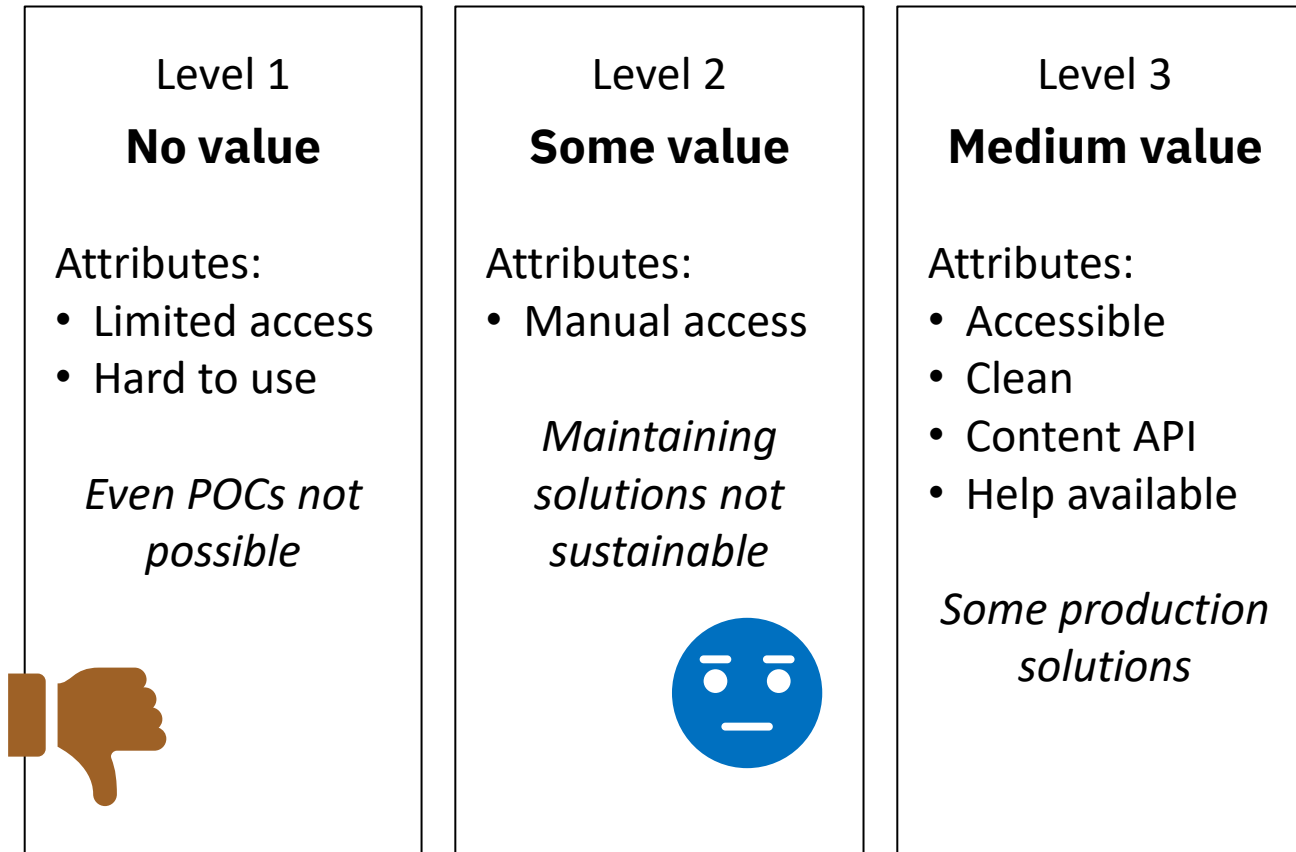 Level 1
No value
Attributes:
• Limited access
• Hard to use
Even POCs not
possible
Level 2
Some value
Attributes:
• Manual access
Maintaining
solutions not
sustainable
Level 3
Medium value
Attributes:
• Accessible
• Clean
• Content API
• Help available
Some production
solutions